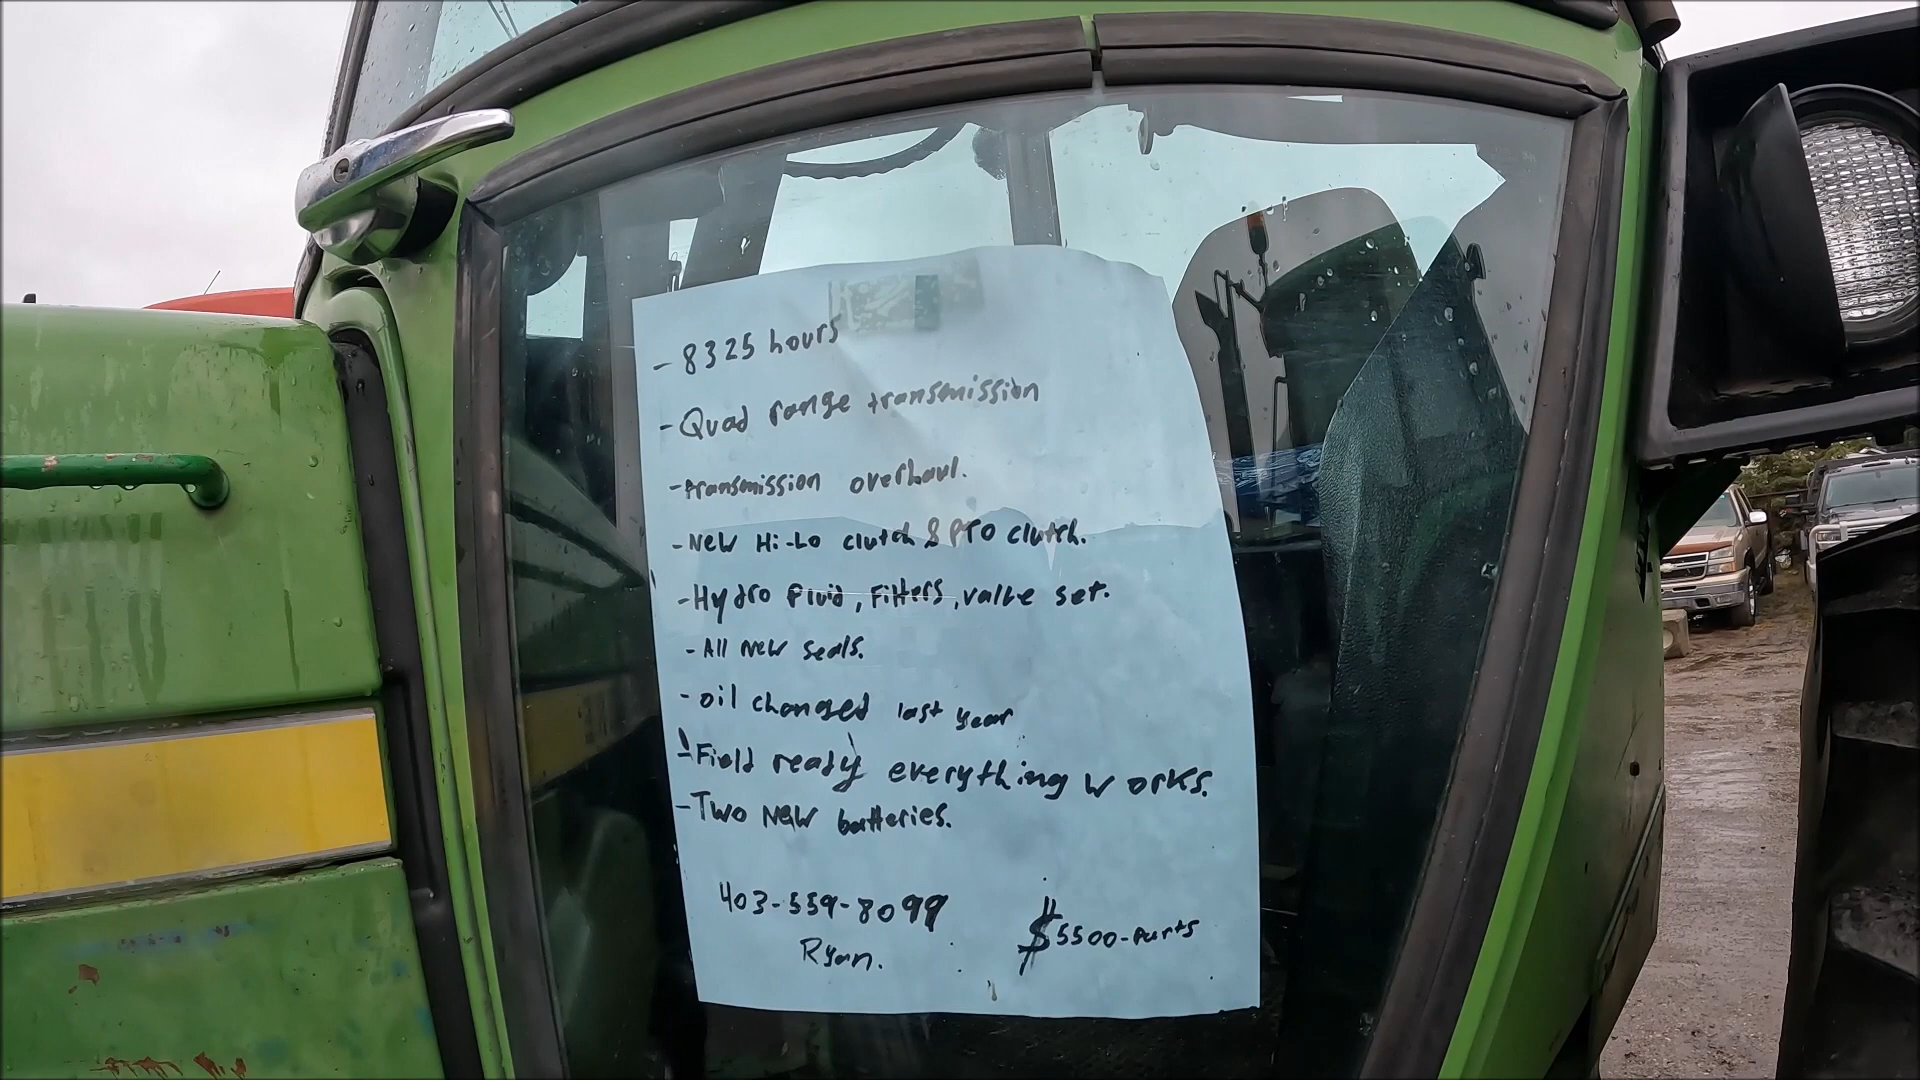 - 8325 hours
- Quad range transmission
- transmission overhaul.
- New Hi-Lo clutch & PTO clutch.
- Hydro Fluid, Filters, valve set.
- All new seals.
- oil changed last year
- Field ready everything works.
- Two new batteries.
403-559-8099
Ryan.
$5500-parts